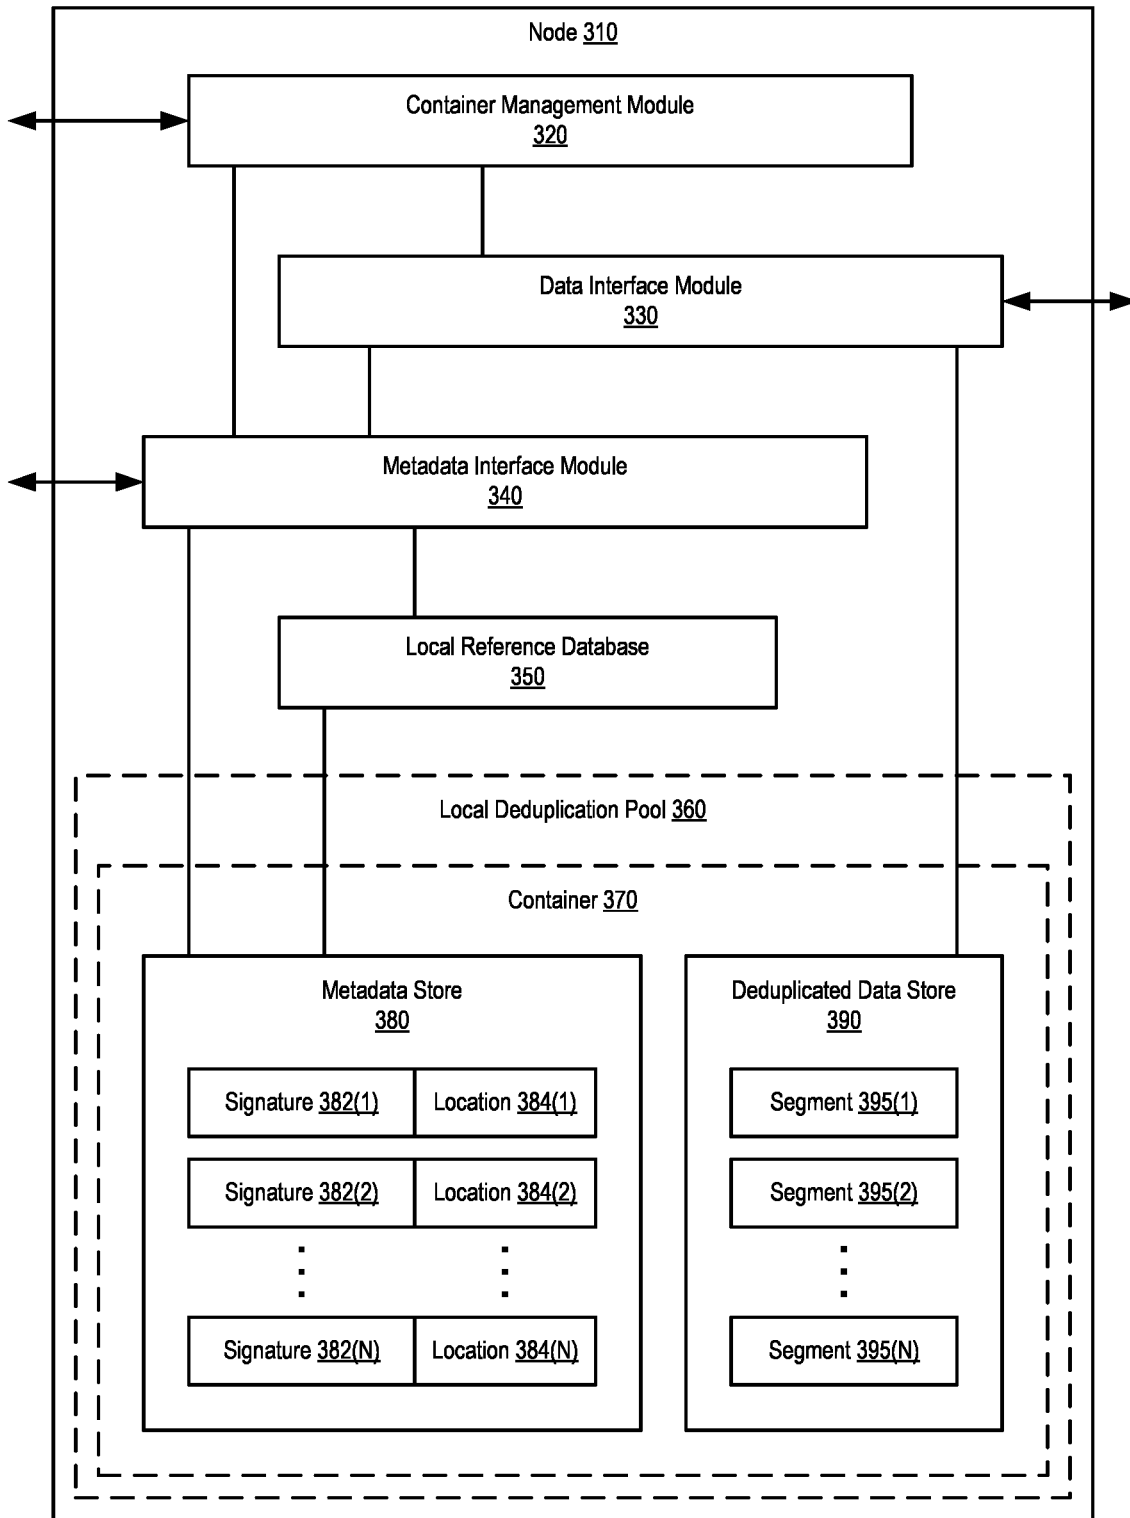 Node 310
Container Management Module
320
Data Interface Module
330
Metadata Interface Module
340
Local Reference Database
350
Local Deduplication Pool 360
Container 370
Metadata Store
380
Deduplicated Data Store
390
Signature 382(1) Location 384(1) Segment 395(1)
Signature 382(2) Location 384(2) Segment 395(2)
Signature 382(N) Location 384(N) Segment 395(N)